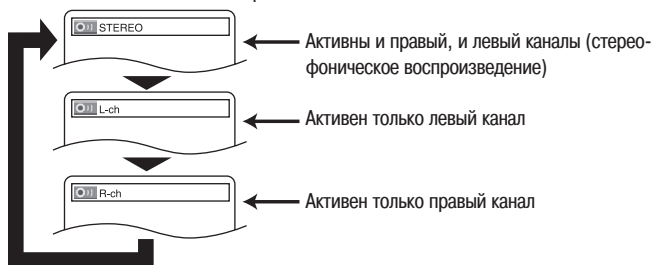 STEREO
Активны и правый, и левый каналы (стерео-
фоническое воспроизведение)
L-ch
Активен только левый канал
R-ch
Активен только правый канал